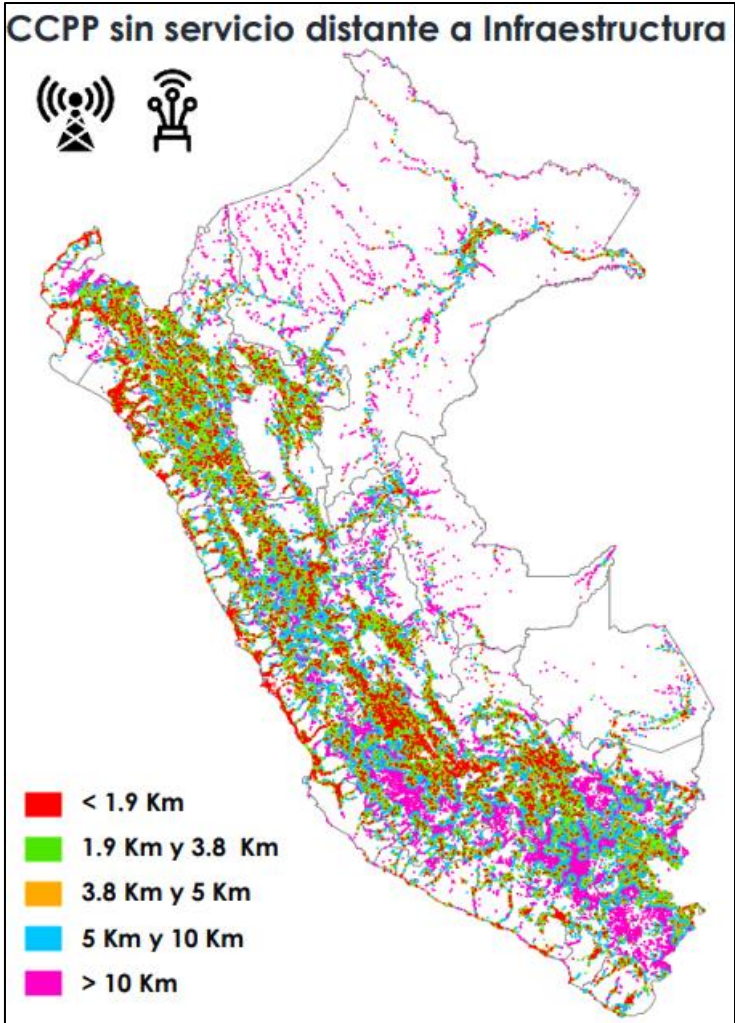 CCPP sin servicio distante a Infraestructura
< 1.9 Km
1.9 Km y 3.8 Km
3.8 Km y 5 Km
5 Km y 10 Km
> 10 Km